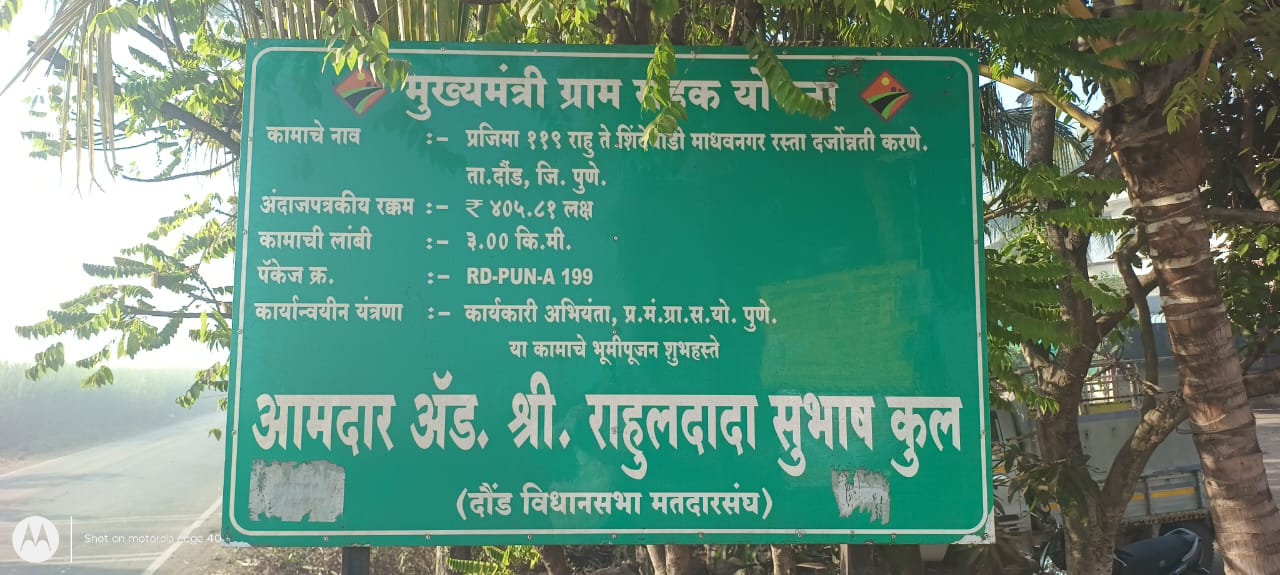 मुख्यमंत्री ग्राम सडक योजना
कामाचे नाव :- प्रजिमा ११९ राहु ते शिंदेवाडी माधवनगर रस्ता दर्जोन्नती करणे.
ता.दौंड, जि. पुणे.
अंदाजपत्रकीय रक्कम :- ₹ ४०५.८१ लक्ष
कामाची लांबी :- ३.०० कि.मी.
पॅकेज क्र. :- RD-PUN-A 199
कार्यान्वयीन यंत्रणा :- कार्यकारी अभियंता, प्र.मं.ग्रा.स.यो. पुणे.
या कामाचे भूमीपूजन शुभहस्ते
आमदार ॲड. श्री. राहुलदादा सुभाष कुल
(दौंड विधानसभा मतदारसंघ)
Shot on motorola edge 40